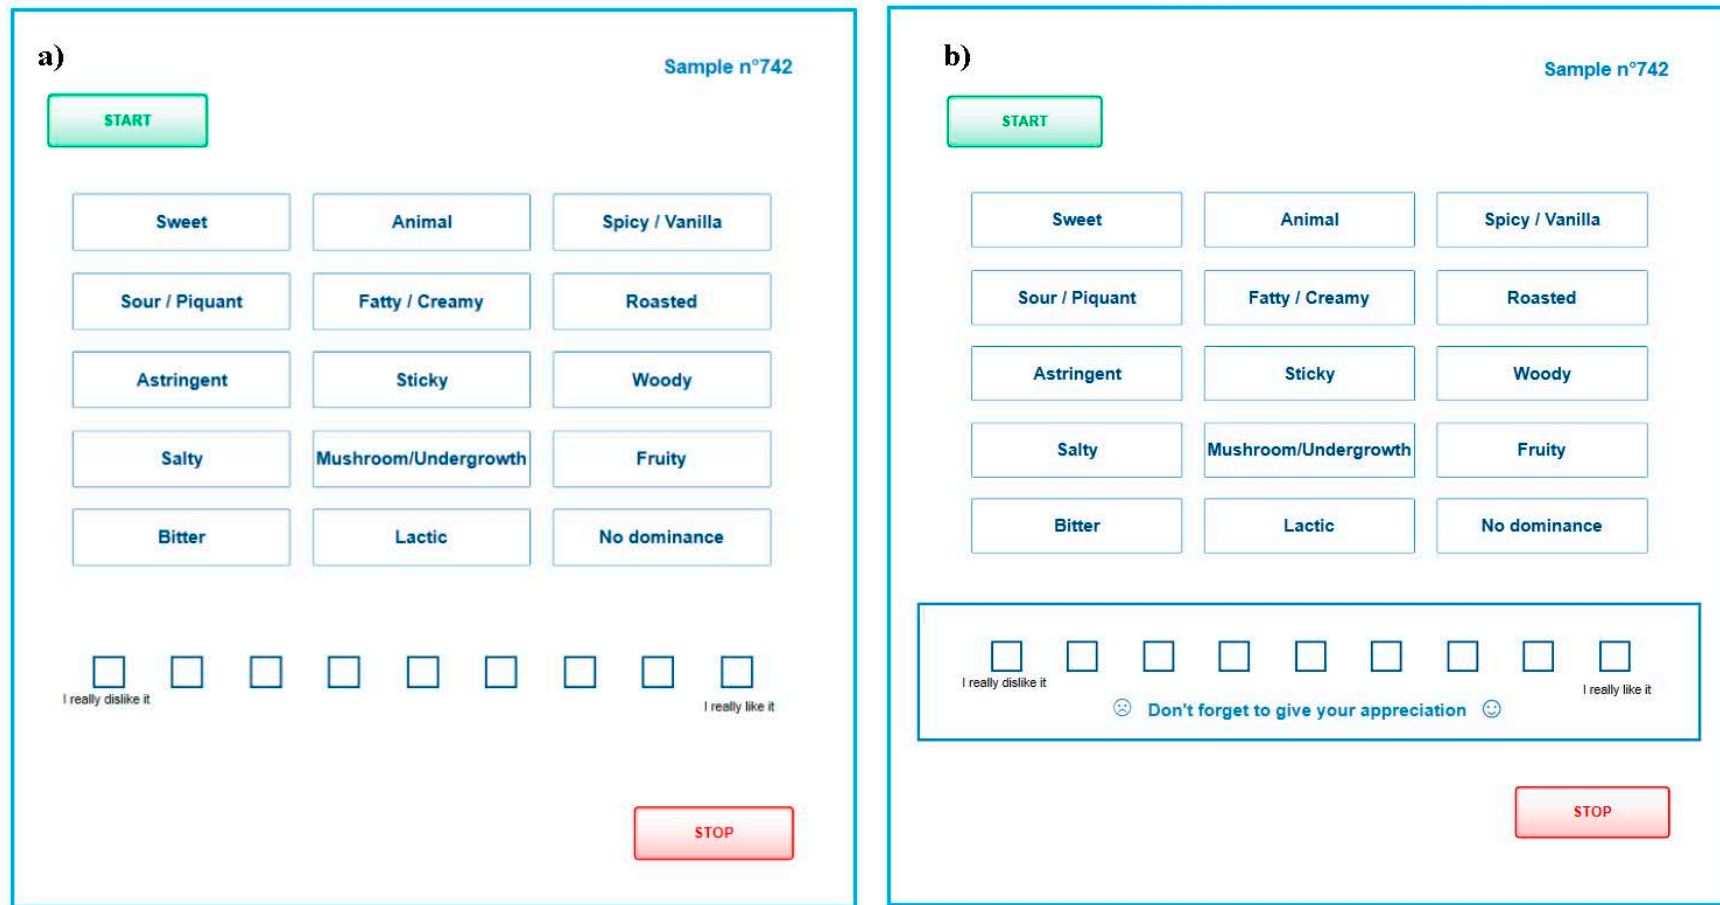 a)
Sample n°742
START
Sweet Animal Spicy / Vanilla
Sour / Piquant Fatty / Creamy Roasted
Astringent Sticky Woody
Salty Mushroom/Undergrowth Fruity
Bitter Lactic No dominance
I really dislike it
I really like it
STOP
b)
Sample n°742
START
Sweet Animal Spicy / Vanilla
Sour / Piquant Fatty / Creamy Roasted
Astringent Sticky Woody
Salty Mushroom/Undergrowth Fruity
Bitter Lactic No dominance
I really dislike it
I really like it
Don't forget to give your appreciation
STOP